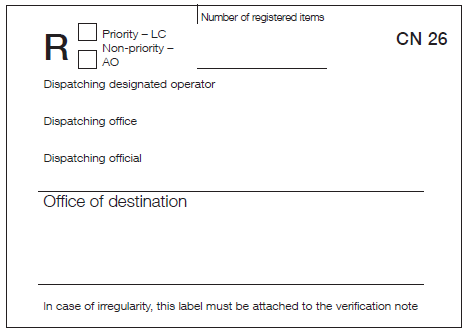 Number of registered items
R
Priority – LC
Non-priority –
AO
CN 26
Dispatching designated operator
Dispatching office
Dispatching official
Office of destination
In case of irregularity, this label must be attached to the verification note